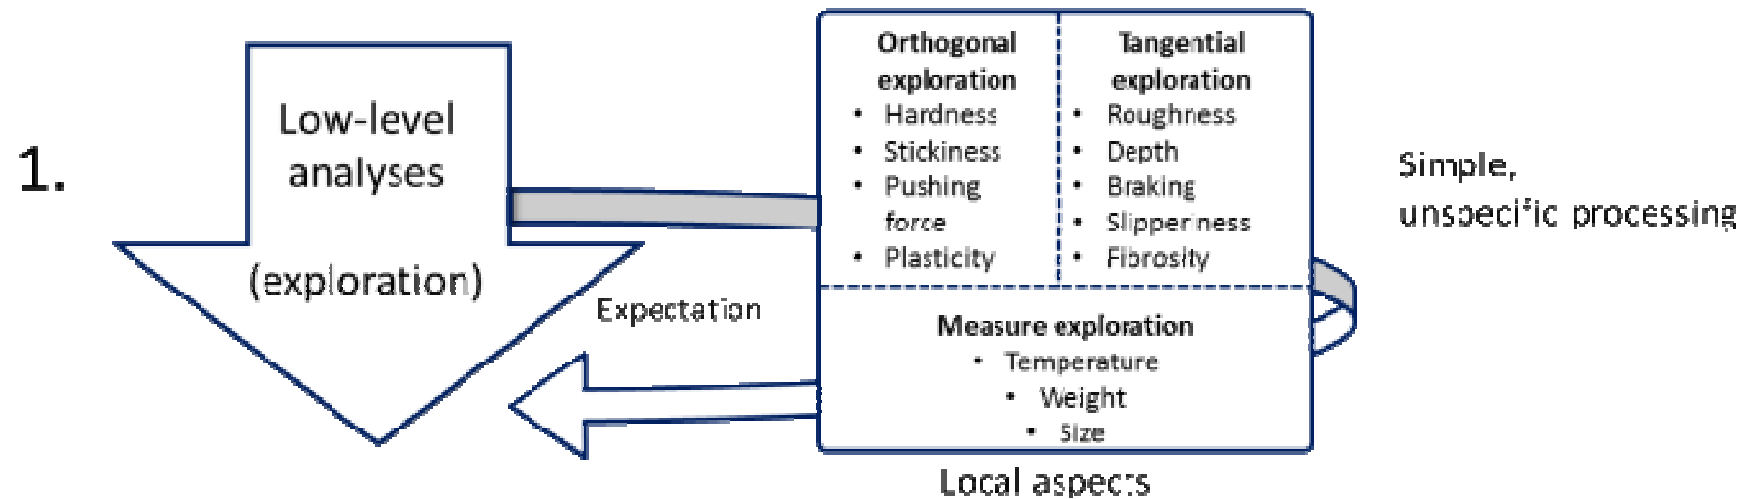 1.
Low-level
analyses
(exploration)
Expectation
Orthogonal
exploration
• Hardness
• Stickiness
• Pushing
force
• Plasticity
Tangential
exploration
• Roughness
• Depth
• Braking
• Slipperiness
• Fibrosity
Measure exploration
• Temperature
• Weight
• Size
Local aspects
Simple,
unspecific processing